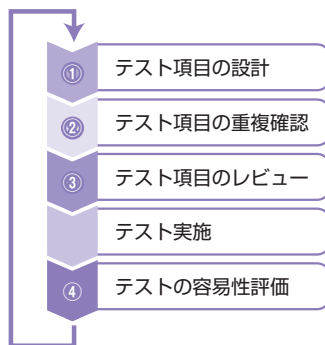 ① テスト項目の設計
② テスト項目の重複確認
③ テスト項目のレビュー
テスト実施
④ テストの容易性評価